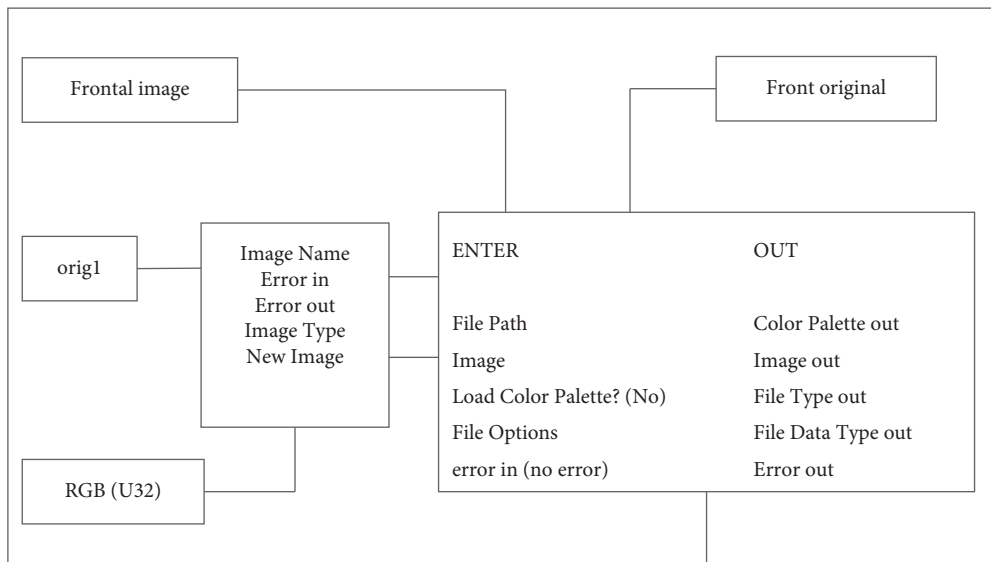 Frontal image
Front original
orig1
Image Name
Error in
Error out
Image Type
New Image
RGB (U32)
ENTER
OUT
File Path
Color Palette out
Image
Image out
Load Color Palette? (No)
File Type out
File Options
File Data Type out
error in (no error)
Error out